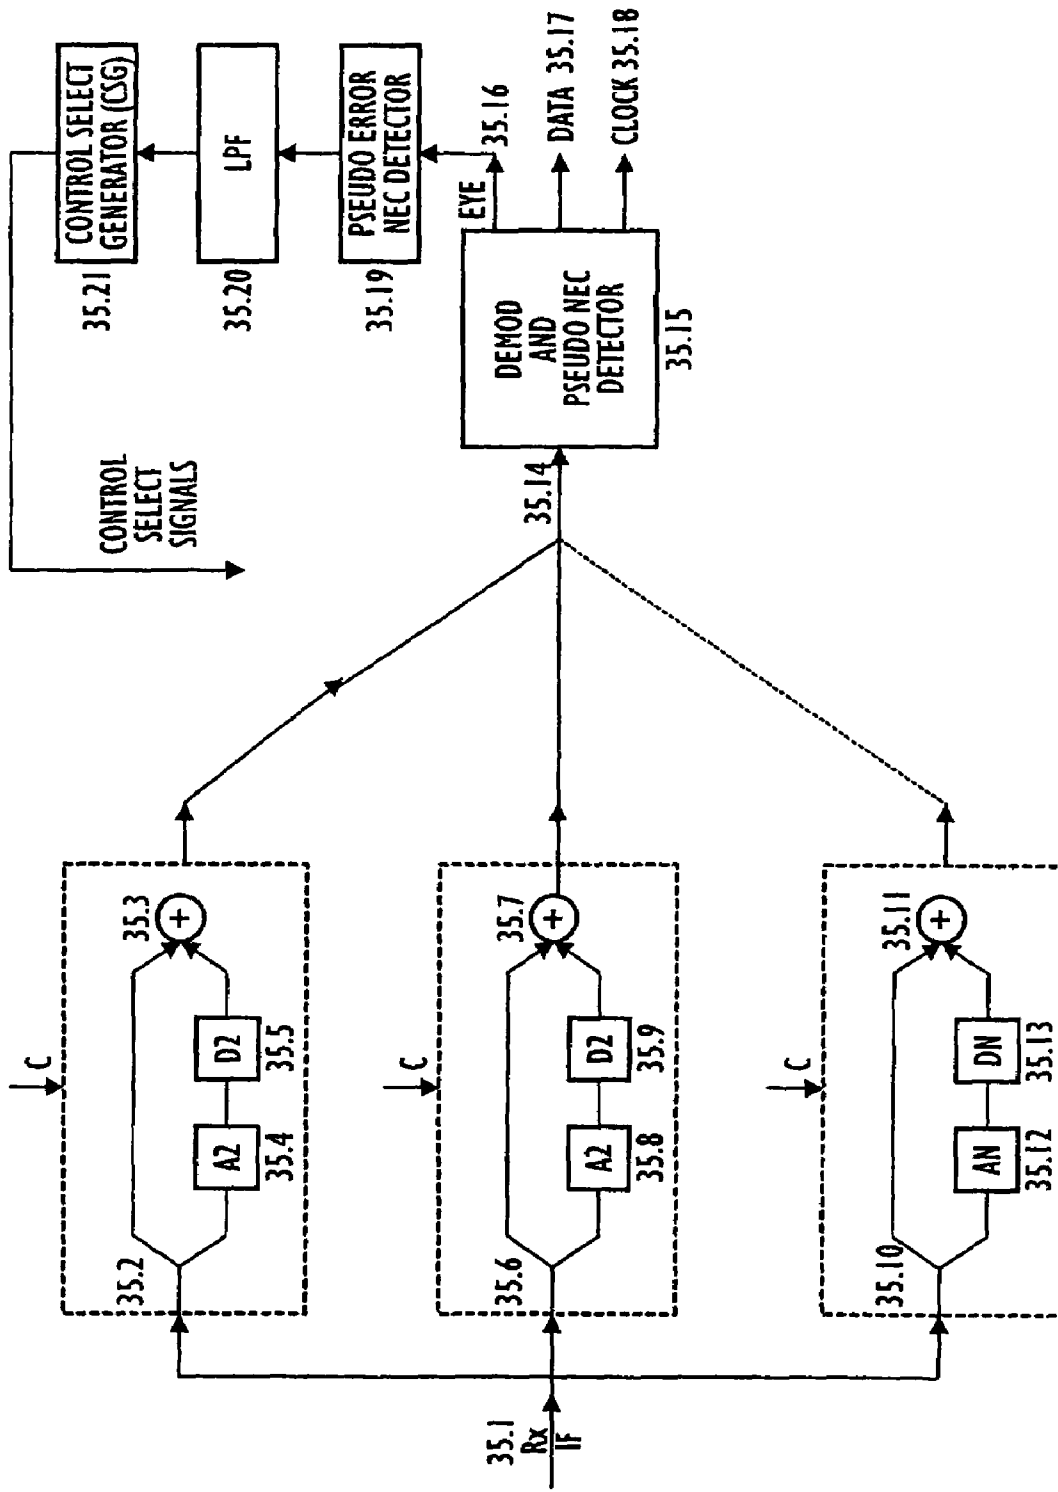 35.1
Rx
IF
35.2
35.3
A2
35.4
D2
35.5
C
35.6
35.7
A2
35.8
D2
35.9
C
35.10
35.11
AN
35.12
DN
35.13
C
35.14
DEMOD
AND
PSEUDO NEC
DETECTOR
35.15
EYE
35.16
DATA 35.17
CLOCK 35.18
PSEUDO ERROR
NEC DETECTOR
35.19
LPF
35.20
CONTROL SELECT
GENERATOR (CSG)
35.21
CONTROL
SELECT
SIGNALS